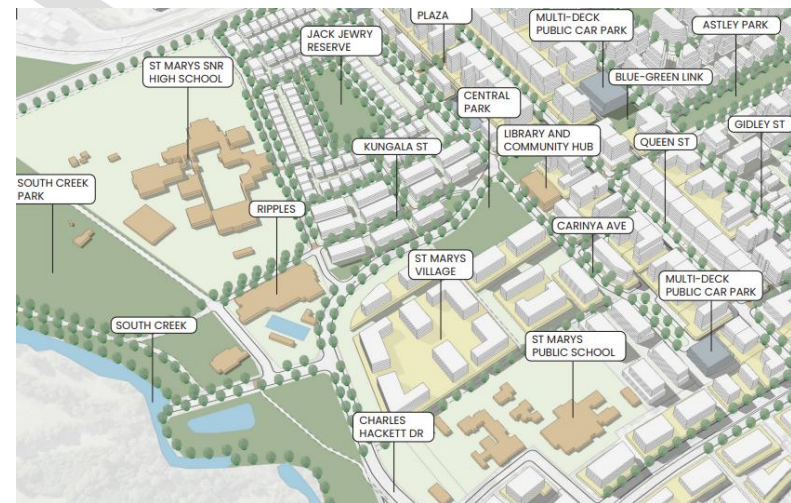 PLAZA
MULTI-DECK
PUBLIC CAR PARK
ASTLEY PARK
JACK JEWRY
RESERVE
ST MARYS SNR
HIGH SCHOOL
BLUE-GREEN LINK
CENTRAL
PARK
GIDLEY ST
LIBRARY AND
COMMUNITY HUB
QUEEN ST
KUNGALA ST
SOUTH CREEK
PARK
RIPPLES
CARINYA AVE
ST MARYS
VILLAGE
MULTI-DECK
PUBLIC CAR PARK
SOUTH CREEK
ST MARYS
PUBLIC SCHOOL
CHARLES
HACKETT DR